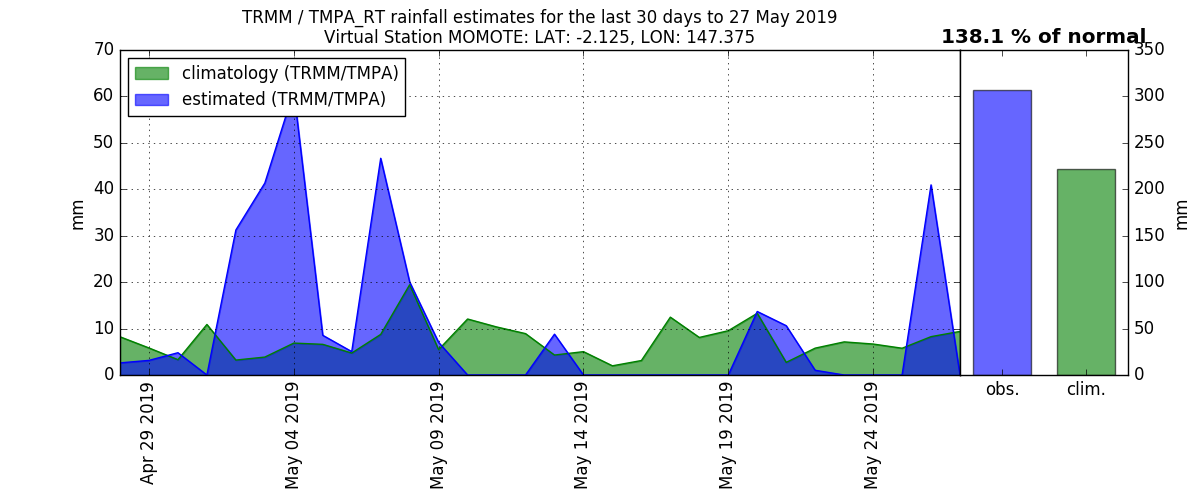 TRMM / TMPA_RT rainfall estimates for the last 30 days to 27 May 2019
Virtual Station MOMOTE: LAT: -2.125, LON: 147.375
138.1 % of normal
climatology (TRMM/TMPA)
estimated (TRMM/TMPA)
mm
70
60
50
40
30
20
10
0
Apr 29 2019
May 04 2019
May 09 2019
May 14 2019
May 19 2019
May 24 2019
obs.
clim.
350
300
250
200
150
100
50
0
mm